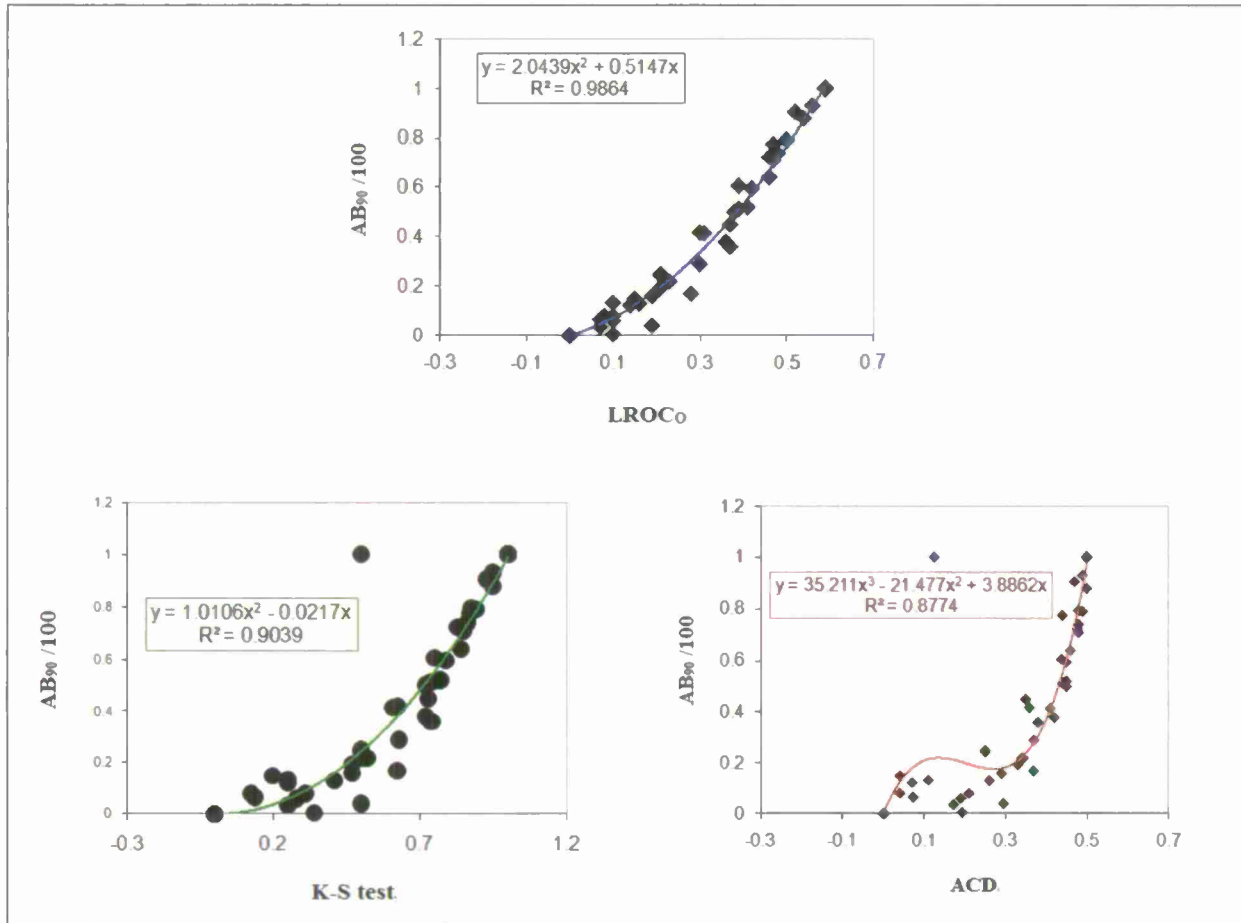 1.2
1
0.8
0.6
0.4
0.2
0
AB90 /100
y = 2.0439x² + 0.5147x
R² = 0.9864
-0.3 -0.1 0.1 0.3 0.5 0.7
LROCO
1.2
1
0.8
0.6
0.4
0.2
0
AB90 /100
y = 1.0106x² - 0.0217x
R² = 0.9039
-0.3 0.2 0.7 1.2
K-S test.
1.2
1
0.8
0.6
0.4
0.2
0
AB90 /100
y = 35.211x³ - 21.477x² + 3.8862x
R² = 0.8774
-0.3 -0.1 0.1 0.3 0.5 0.7
ACD.